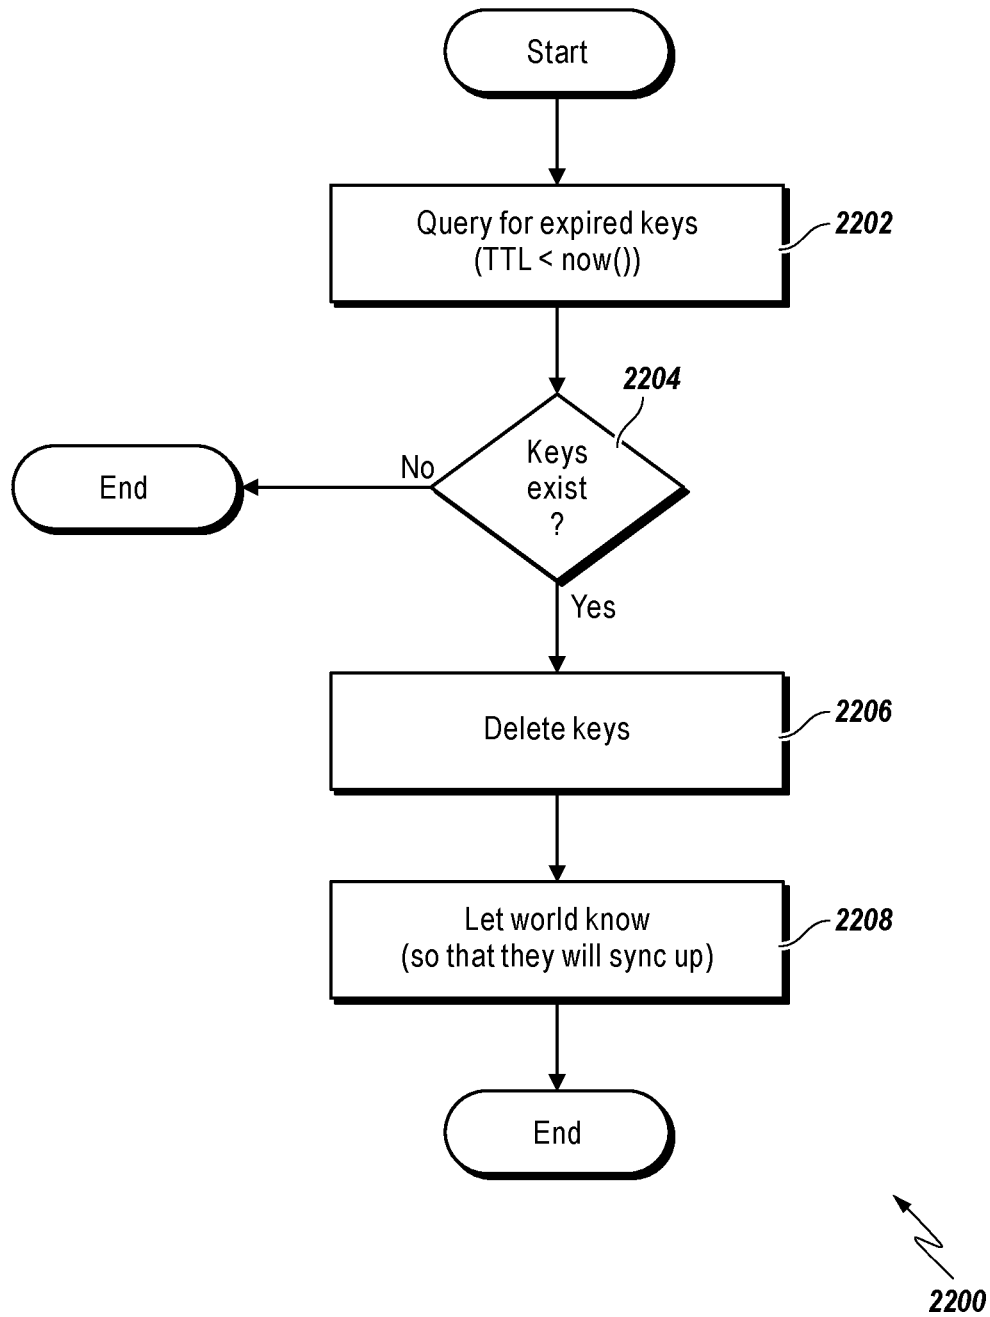 Start
Query for expired keys
(TTL < now())
2202
2204
Keys
exist
?
No
End
Yes
Delete keys
2206
Let world know
(so that they will sync up)
2208
End
2200